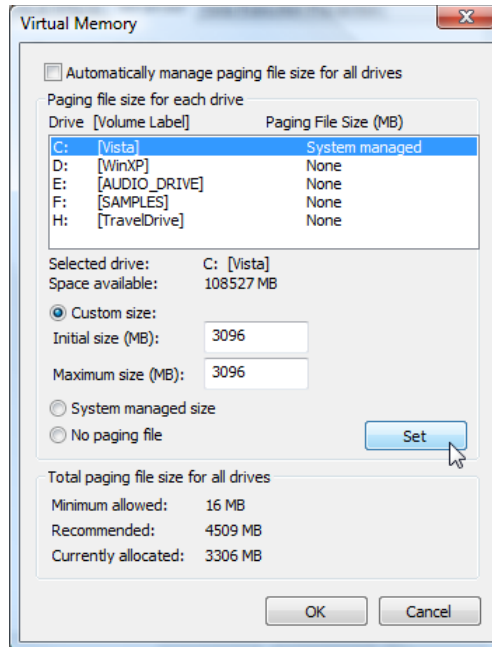 Virtual Memory
Automatically manage paging file size for all drives
Paging file size for each drive
Drive [Volume Label] Paging File Size (MB)
C: [Vista] System managed
D: [WinXP] None
E: [AUDIO_DRIVE] None
F: [SAMPLES] None
H: [TravelDrive] None
Selected drive: C: [Vista]
Space available: 108527 MB
Custom size:
Initial size (MB): 3096
Maximum size (MB): 3096
System managed size
No paging file Set
Total paging file size for all drives
Minimum allowed: 16 MB
Recommended: 4509 MB
Currently allocated: 3306 MB
OK Cancel